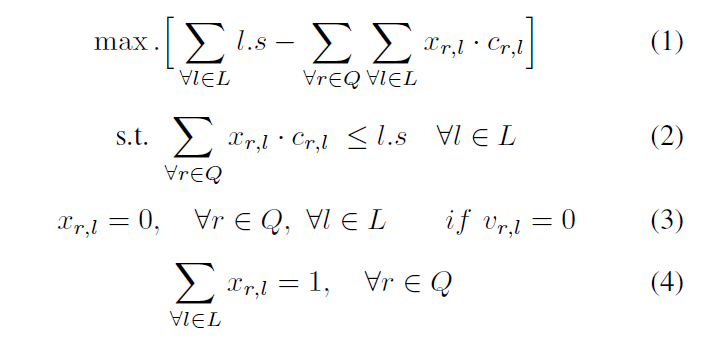 max . [ ∑_{∀l∈L} l.s − ∑_{∀r∈Q} ∑_{∀l∈L} x_{r,l} · c_{r,l} ] (1)
s.t. ∑_{∀r∈Q} x_{r,l} · c_{r,l} ≤ l.s ∀l ∈ L (2)
x_{r,l} = 0, ∀r ∈ Q, ∀l ∈ L if v_{r,l} = 0 (3)
∑_{∀l∈L} x_{r,l} = 1, ∀r ∈ Q (4)